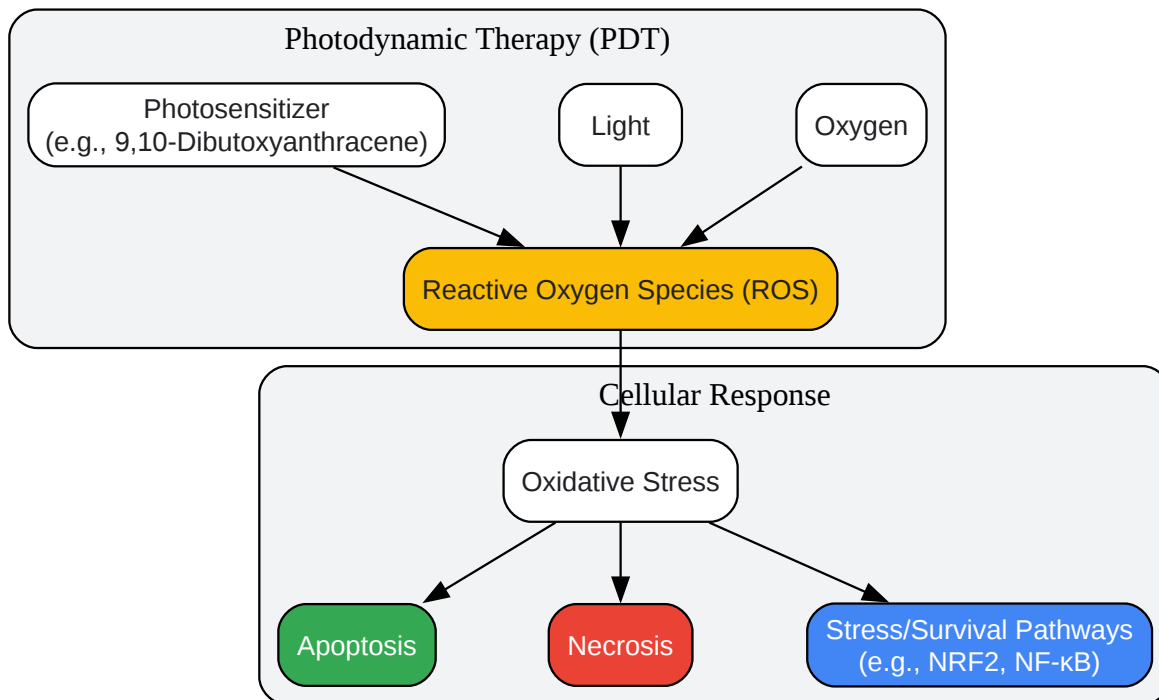 Photodynamic Therapy (PDT)
Photosensitizer
(e.g., 9,10-Dibutoxyanthracene)
Light
Oxygen
Reactive Oxygen Species (ROS)
Cellular Response
Oxidative Stress
Apoptosis
Necrosis
Stress/Survival Pathways
(e.g., NRF2, NF-κB)